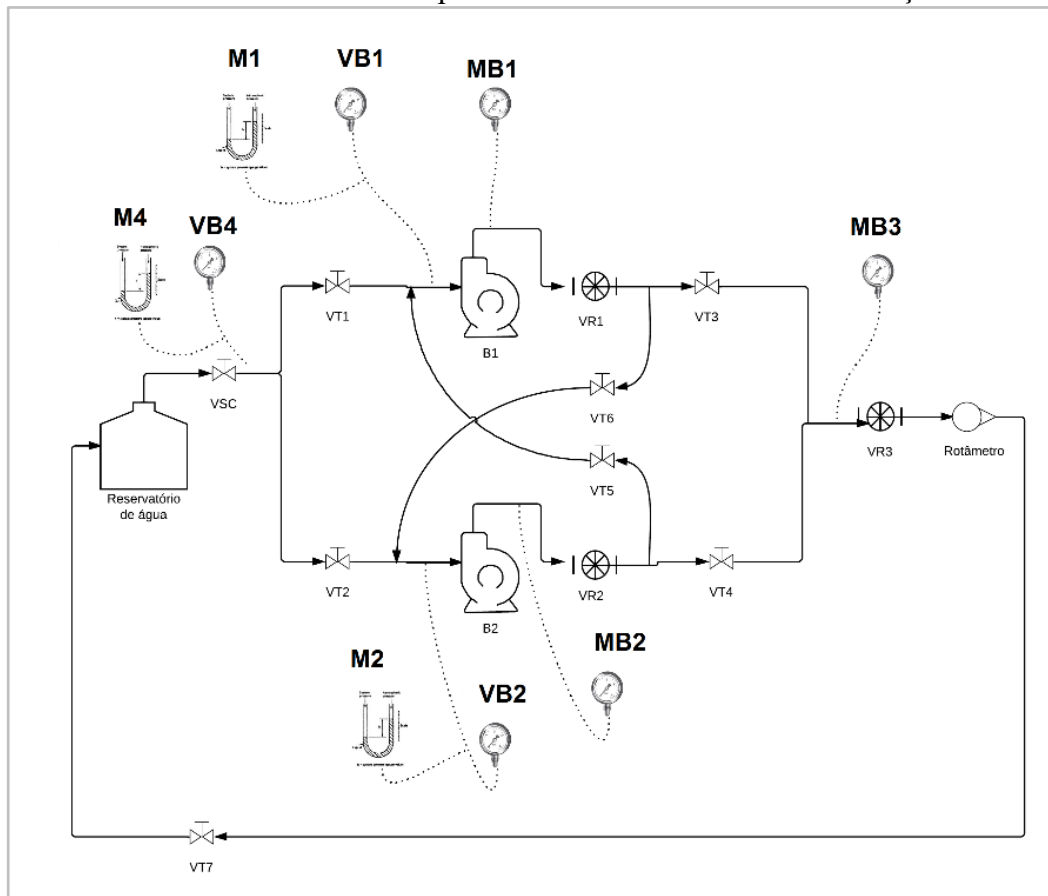 M1
VB1
MB1
M4
VB4
MB3
VT1
B1
VR1
VT3
VSC
VT6
VR3
Rotâmetro
VT5
Reservatório
de água
VT2
B2
VR2
VT4
M2
VB2
MB2
VT7